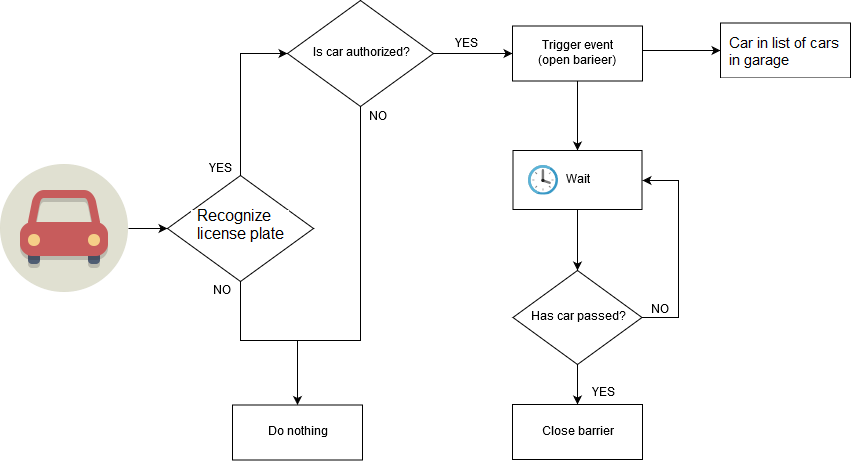 Is car authorized?
YES
Trigger event
(open barieer)
Car in list of cars
in garage
NO
YES
Wait
Recognize
license plate
NO
Has car passed?
NO
YES
Do nothing
Close barrier